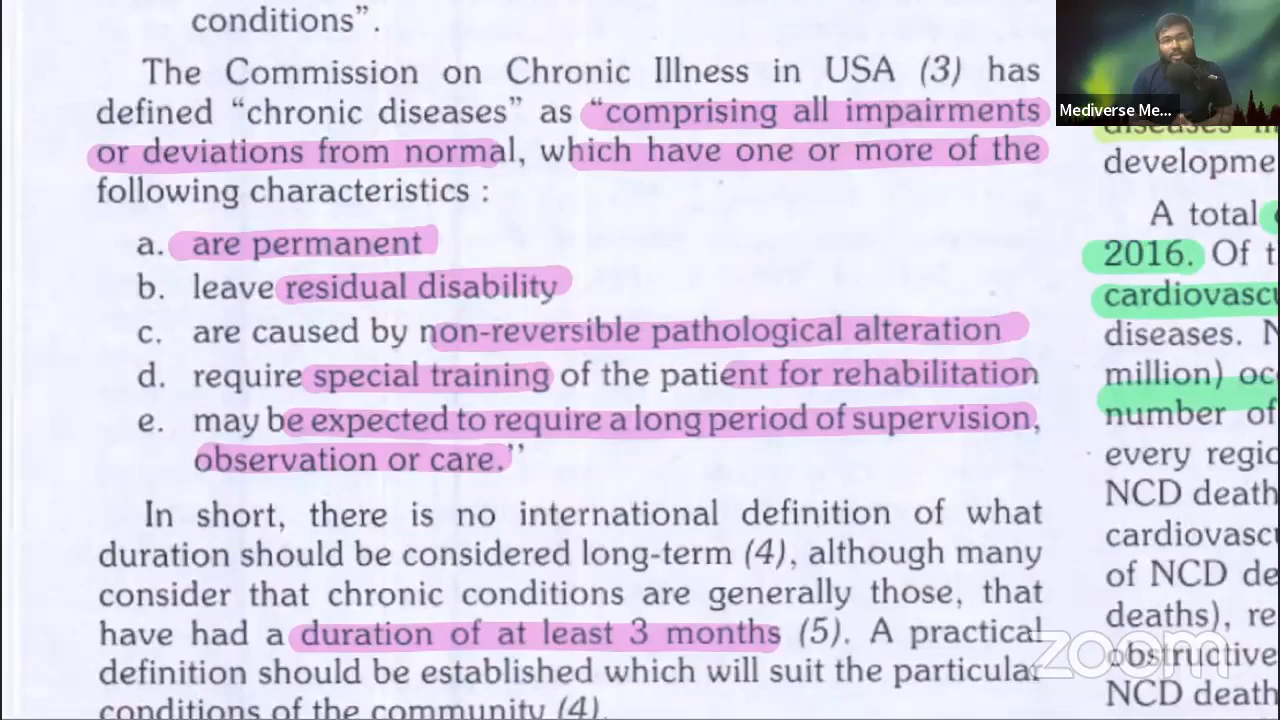 conditions”.
The Commission on Chronic Illness in USA (3) has
defined “chronic diseases” as “comprising all impairments
or deviations from normal, which have one or more of the
following characteristics :
a. are permanent
b. leave residual disability
c. are caused by non-reversible pathological alteration
d. require special training of the patient for rehabilitation
e. may be expected to require a long period of supervision,
observation or care.’’
In short, there is no international definition of what
duration should be considered long-term (4), although many
consider that chronic conditions are generally those, that
have had a duration of at least 3 months (5). A practical
definition should be established which will suit the particular
conditions of the community (4).
Mediverse Me...
diseases
developme
A total
2016. Of t
cardiovascu
diseases. N
million) occ
number of
every regio
NCD death
cardiovascu
of NCD de
deaths), re
obstructive
NCD death
zoom